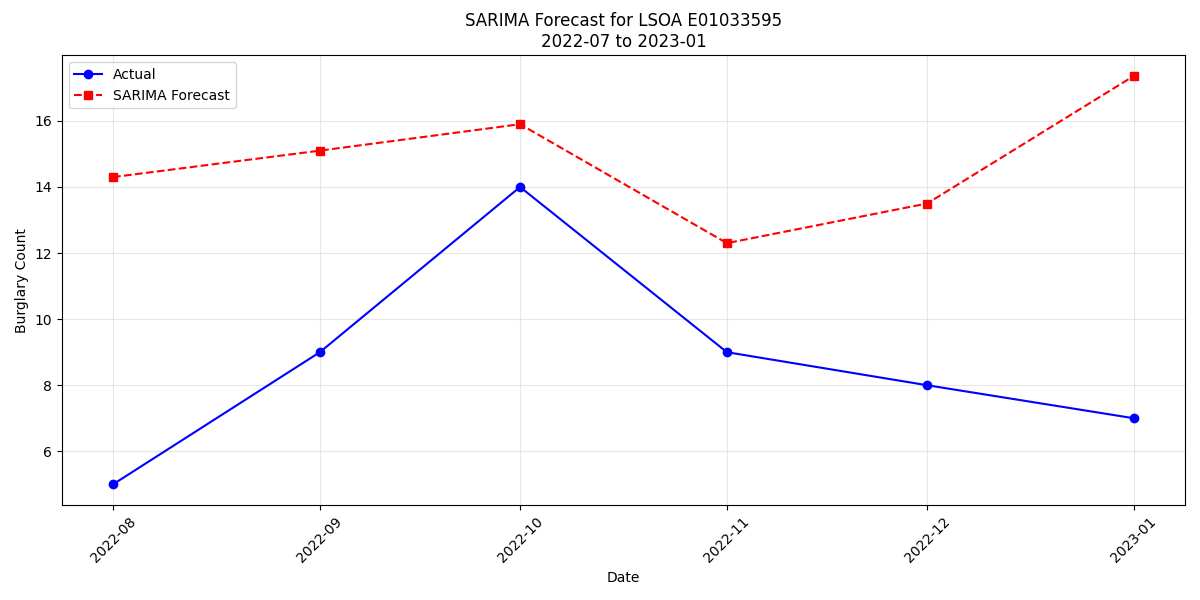 SARIMA Forecast for LSOA E01033595
2022-07 to 2023-01
Actual
SARIMA Forecast
Burglary Count
16
14
12
10
8
6
2022-08
2022-09
2022-10
2022-11
2022-12
2023-01
Date